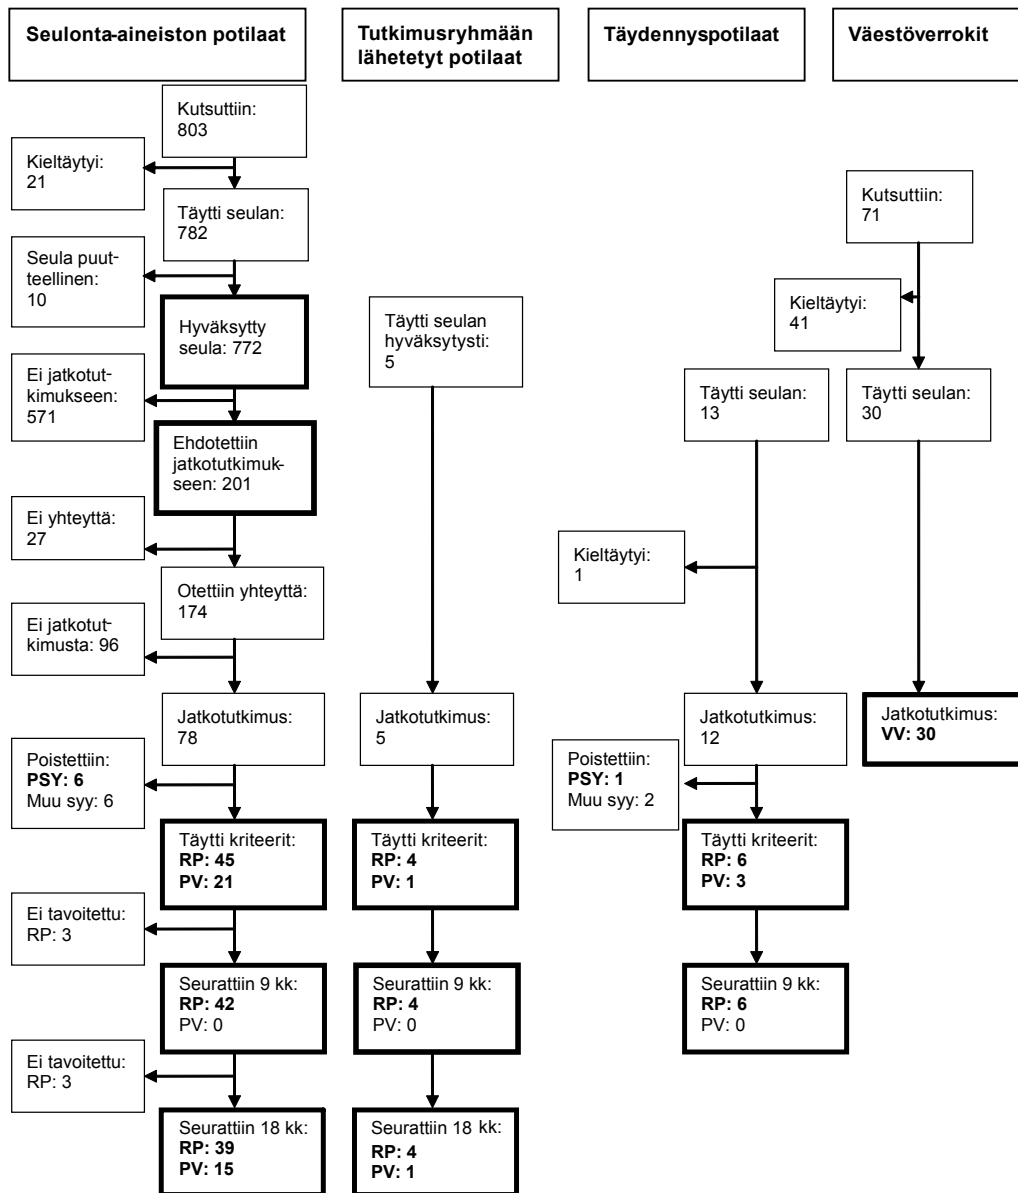 Seulonta-aineiston potilaat
Tutkimusryhmään
lähetetyt potilaat
Täydennyspotilaat
Väestöverrokit
Kutsuttiin:
803
Kieltäytyi:
21
Täytti seulan:
782
Seula puut-
teellinen:
10
Hyväksytty
seula: 772
Ei jatkotut-
kimukseen:
571
Ehdotettiin
jatkotutkimuk-
seen: 201
Ei yhteyttä:
27
Otettiin yhteyttä:
174
Ei jatkotut-
kimusta: 96
Jatkotutkimus:
78
Poistettiin:
PSY: 6
Muu syy: 6
Täytti kriteerit:
RP: 45
PV: 21
Ei tavoitettu:
RP: 3
Seurattiin 9 kk:
RP: 42
PV: 0
Ei tavoitettu:
RP: 3
Seurattiin 18 kk:
RP: 39
PV: 15
Täytti seulan
hyväksytysti:
5
Jatkotutkimus:
5
Täytti kriteerit:
RP: 4
PV: 1
Seurattiin 9 kk:
RP: 4
PV: 0
Seurattiin 18 kk:
RP: 4
PV: 1
Täytti seulan:
13
Kieltäytyi:
1
Jatkotutkimus:
12
Poistettiin:
PSY: 1
Muu syy: 2
Täytti kriteerit:
RP: 6
PV: 3
Seurattiin 9 kk:
RP: 6
PV: 0
Kutsuttiin:
71
Kieltäytyi:
41
Täytti seulan:
30
Jatkotutkimus:
VV: 30